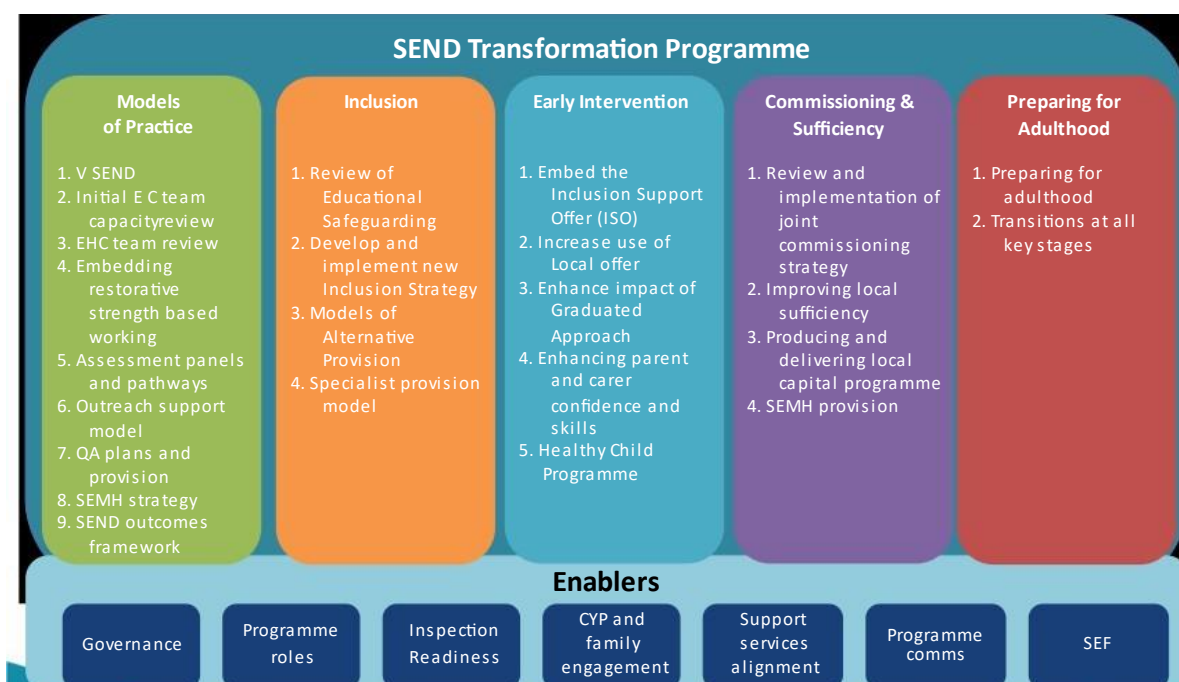 SEND Transformation Programme
Models
of Practice
1. V SEND
2. Initial E C team
capacityreview
3. EHC team review
4. Embedding
restorative
strength based
working
5. Assessment panels
and pathways
6. Outreach support
model
7. QA plans and
provision
8. SEMH strategy
9. SEND outcomes
framework
Inclusion
1. Review of
Educational
Safeguarding
2. Develop and
implement new
Inclusion Strategy
3. Models of
Alternative
Provision
4. Specialist provision
model
Early Intervention
1. Embed the
Inclusion Support
Offer (ISO)
2. Increase use of
Local offer
3. Enhance impact of
Graduated
Approach
4. Enhancing parent
and carer
confidence and
skills
5. Healthy Child
Programme
Commissioning &
Sufficiency
1. Review and
implementation of
joint
commissioning
strategy
2. Improving local
sufficiency
3. Producing and
delivering local
capital programme
4. SEMH provision
Preparing for
Adulthood
1. Preparing for
adulthood
2. Transitions at all
key stages
Enablers
Governance
Programme
roles
Inspection
Readiness
CYP and
family
engagement
Support
services
alignment
Programme
comms
SEF